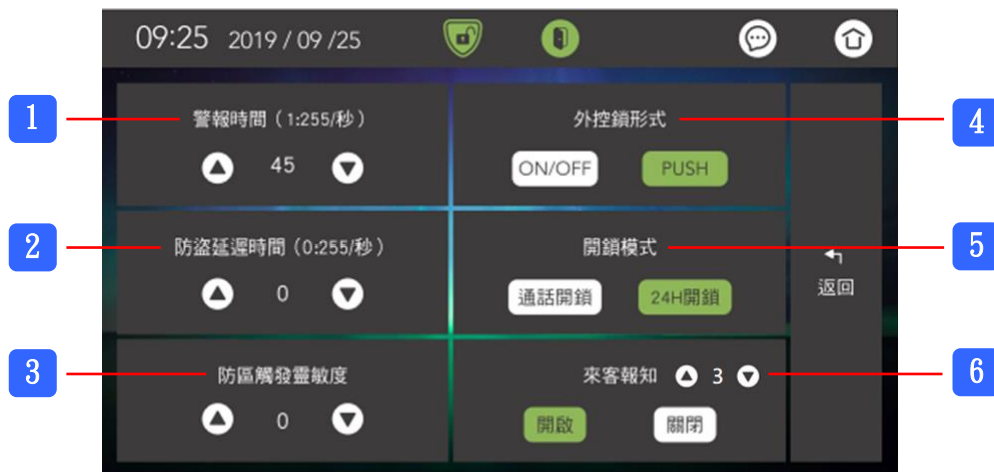 09:25 2019 / 09 /25
1
警報時間（1:255/秒）
45
外控鎖形式
ON/OFF PUSH
4
2
防盜延遲時間（0:255/秒）
0
開鎖模式
通話開鎖 24H開鎖
5
返回
3
防區觸發靈敏度
0
來客報知 3
開啟 關閉
6